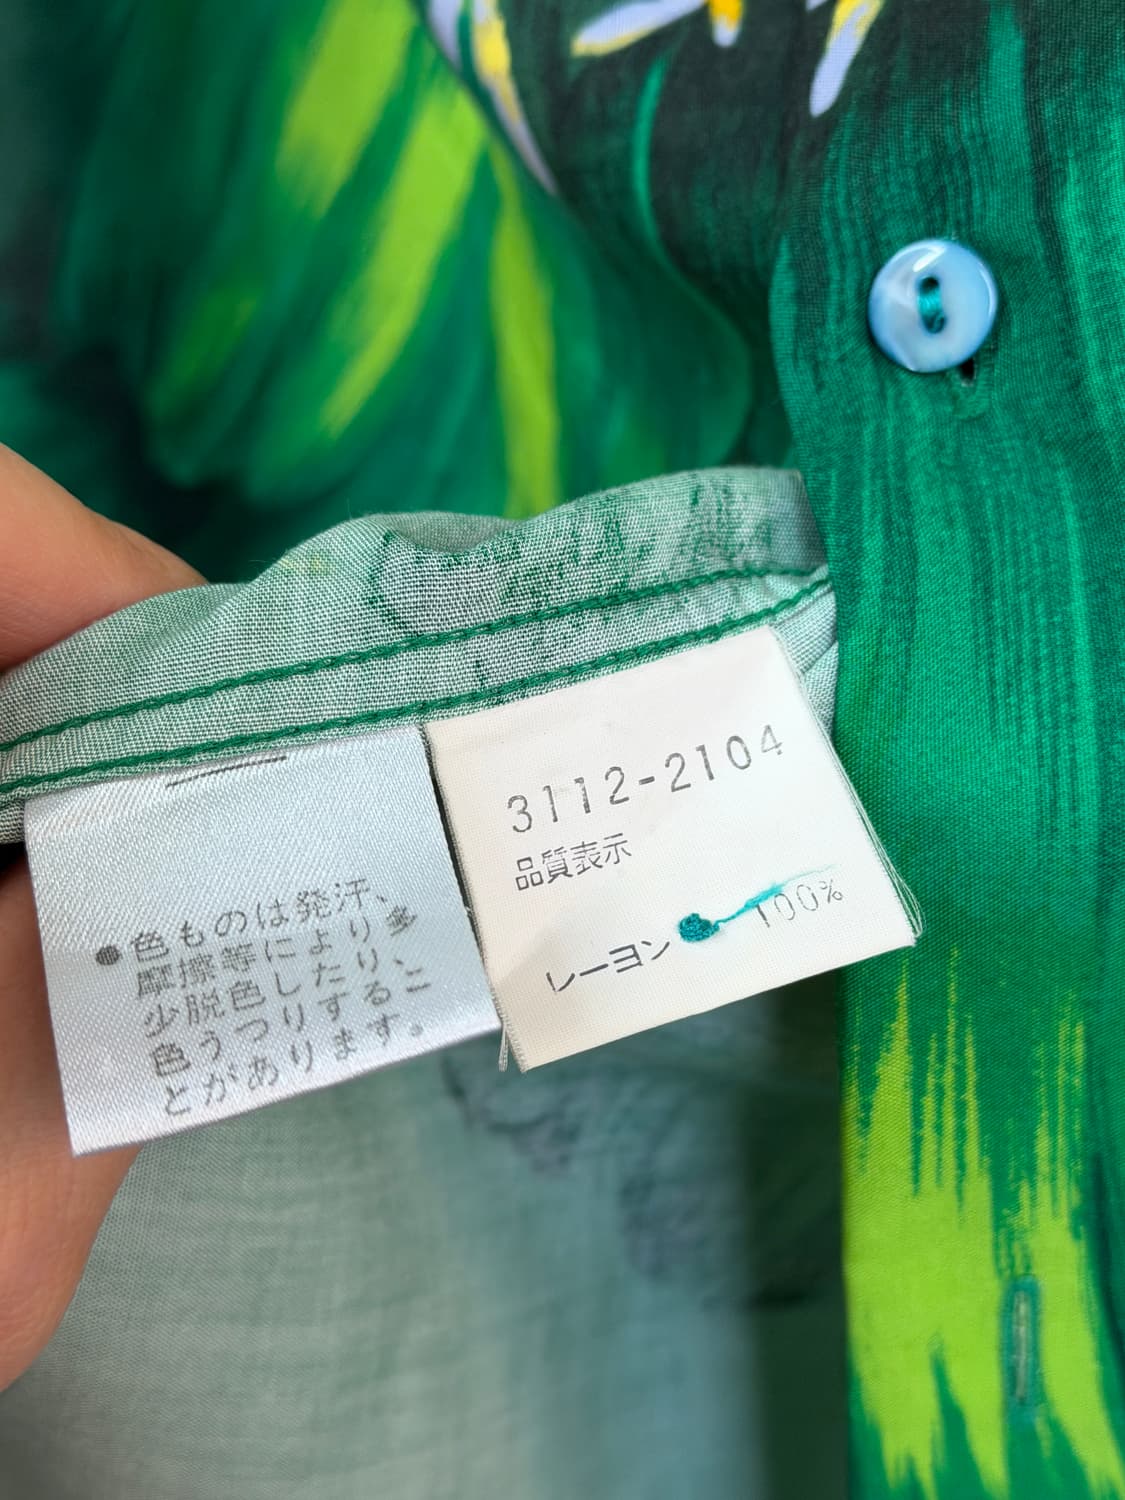 ●色ものは発汗、
摩擦等により多
少脱色したり、
色うつりするこ
とがあります。
3112-2104
品質表示
レーヨン 100%